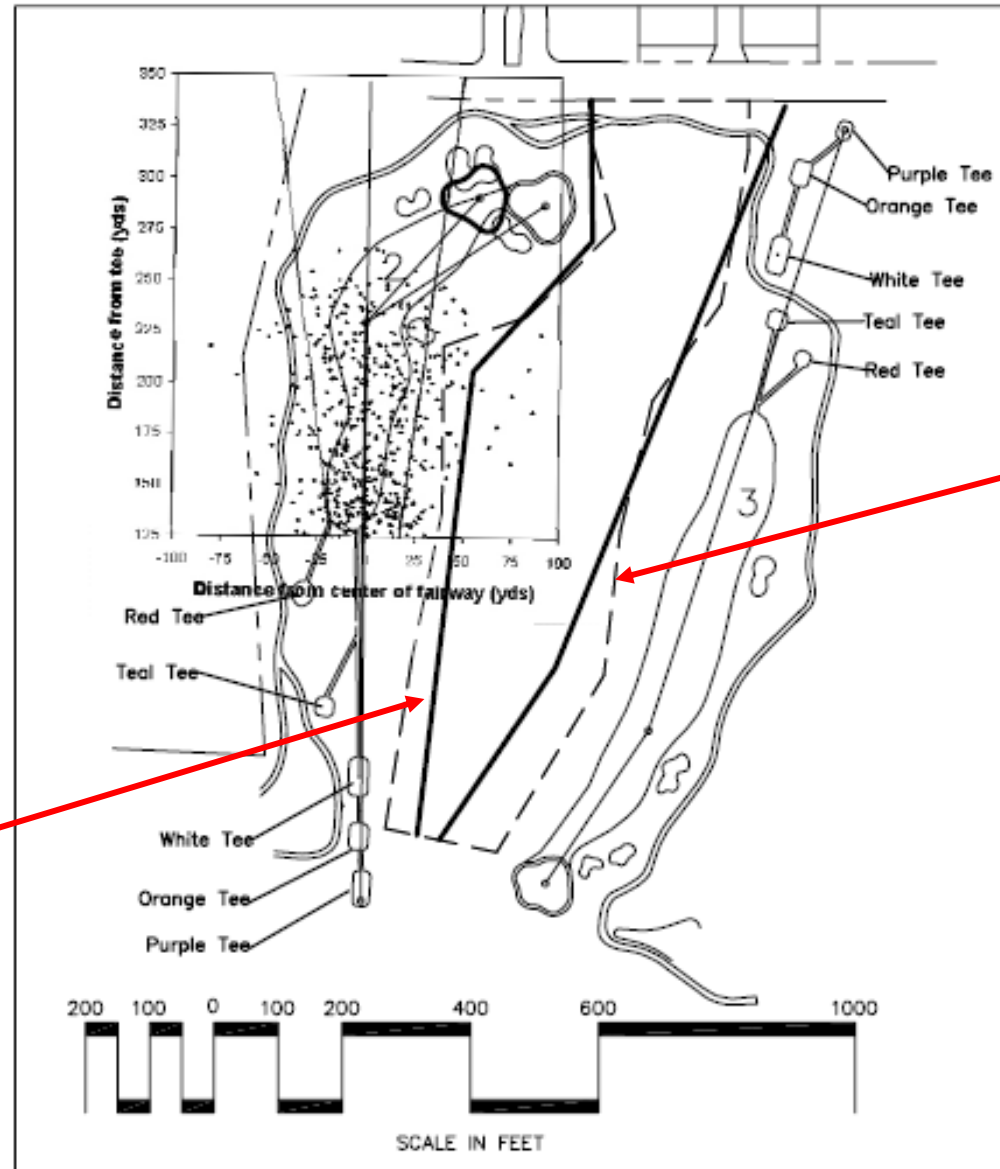 350
325
300
275
250
225
200
175
150
125
Distance from tee (yds)
-100
-75
-50
0
25
50
75
100
Distance from center of fairway (yds)
2
3
Purple Tee
Orange Tee
White Tee
Teal Tee
Red Tee
Red Tee
Teal Tee
White Tee
Orange Tee
Purple Tee
200 100 0 100 200 400 600 1000
SCALE IN FEET